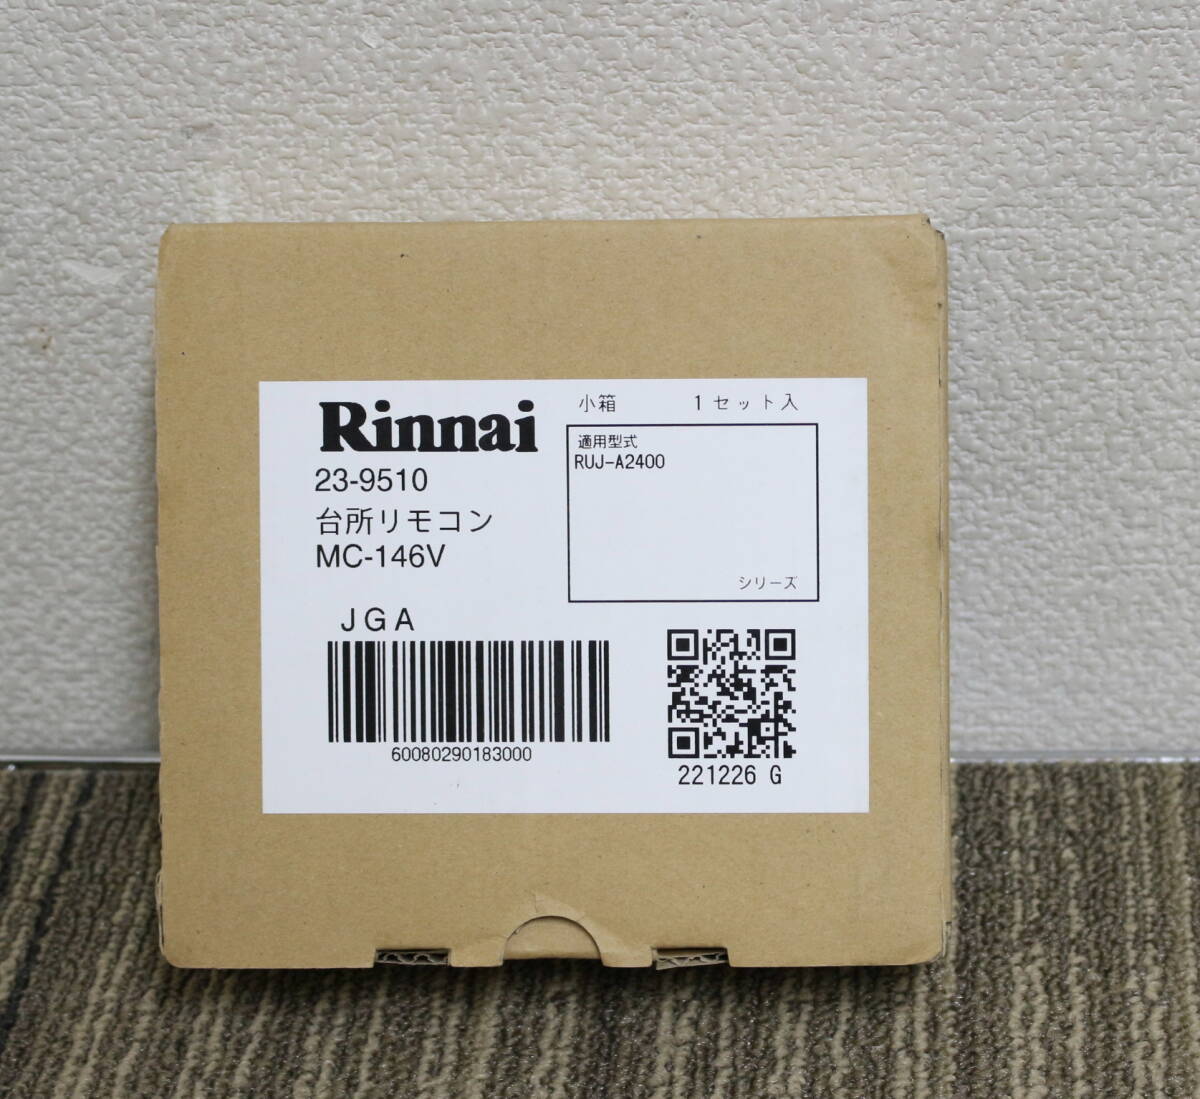 Rinnai
23-9510
台所リモコン
MC-146V
小箱 1セット入
適用型式
RUJ-A2400
シリーズ
JGA
60080290183000
221226 G